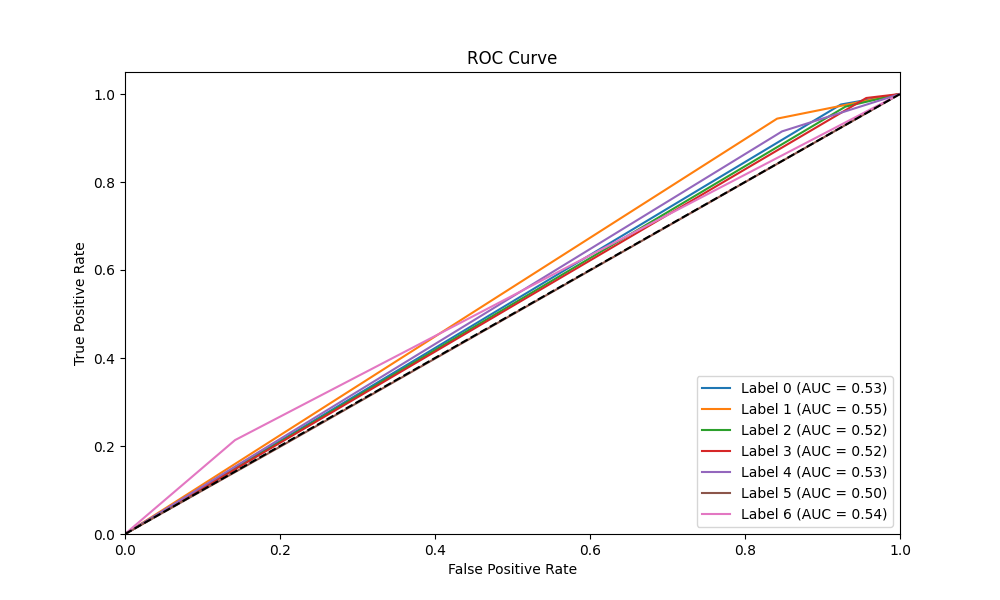 ROC Curve
True Positive Rate
1.0
0.8
0.6
0.4
0.2
0.0
Label 0 (AUC = 0.53)
Label 1 (AUC = 0.55)
Label 2 (AUC = 0.52)
Label 3 (AUC = 0.52)
Label 4 (AUC = 0.53)
Label 5 (AUC = 0.50)
Label 6 (AUC = 0.54)
0.0 0.2 0.4 0.6 0.8 1.0
False Positive Rate